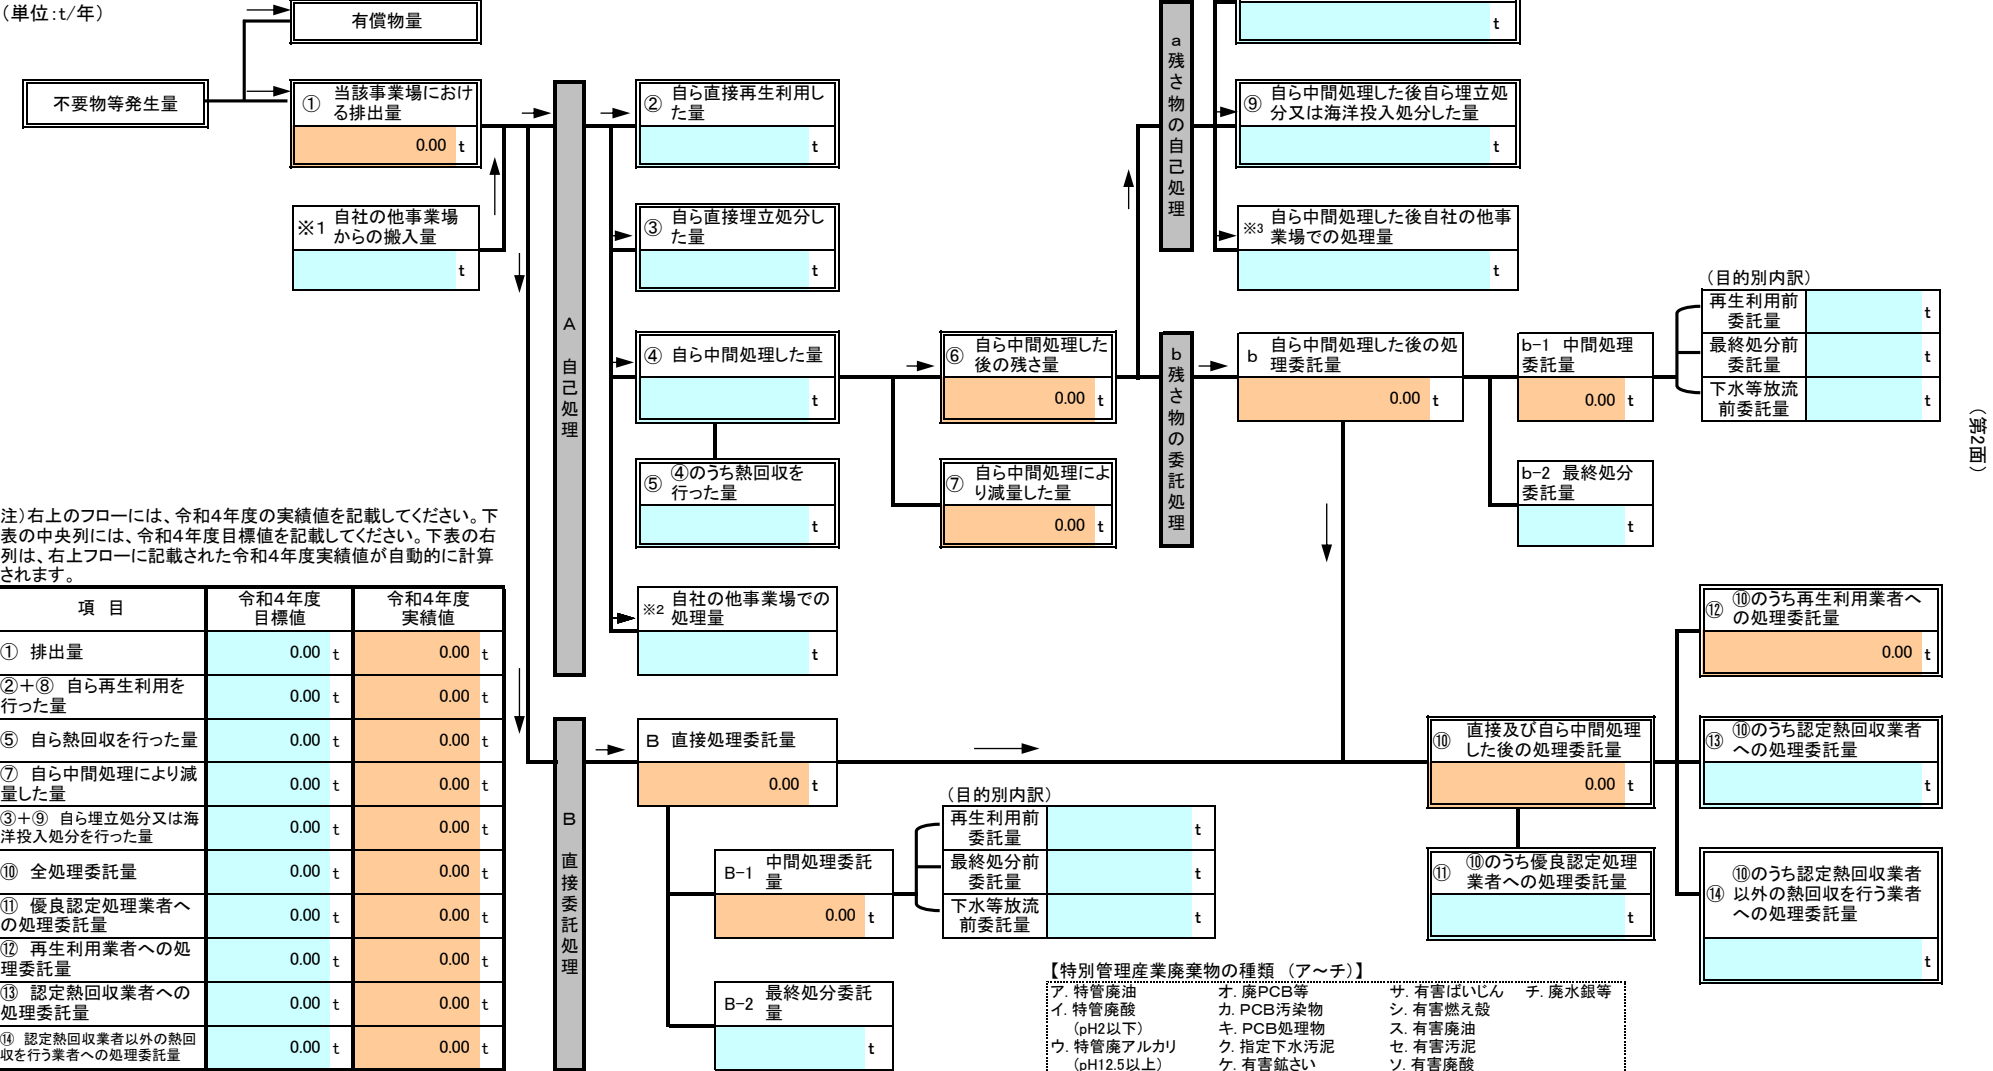 (単位:t/年)
有償物量
不要物等発生量
① 当該事業場におけ
る排出量
0.00 t
※1 自社の他事業場
からの搬入量
t
A 自己処理
② 自ら直接再生利用し
た量
t
③ 自ら直接埋立処分し
た量
t
④ 自ら中間処理した量
t
⑤ ④のうち熱回収を
行った量
t
※2 自社の他事業場での
処理量
t
⑥ 自ら中間処理した
後の残さ量
0.00 t
⑦ 自ら中間処理によ
り減量した量
0.00 t
a残さ物の自己処理
t
⑨ 自ら中間処理した後自ら埋立処
分又は海洋投入処分した量
t
※3 自ら中間処理した後自社の他事
業場での処理量
t
b残さ物の委託処理
b 自ら中間処理した後の処
理委託量
0.00 t
b-1 中間処理
委託量
0.00 t
b-2 最終処分
委託量
t
(目的別内訳)
再生利用前
委託量
t
最終処分前
委託量
t
下水等放流
前委託量
t
(第2面)
注)右上のフローには、令和4年度の実績値を記載してください。下
表の中央列には、令和4年度目標値を記載してください。下表の右
列は、右上フローに記載された令和4年度実績値が自動的に計算
されます。
項 目 令和4年度
目標値 令和4年度
実績値
① 排出量 0.00 t 0.00 t
②+⑧ 自ら再生利用を
行った量 0.00 t 0.00 t
⑤ 自ら熱回収を行った量 0.00 t 0.00 t
⑦ 自ら中間処理により減
量した量 0.00 t 0.00 t
③+⑨ 自ら埋立処分又は海
洋投入処分を行った量 0.00 t 0.00 t
⑩ 全処理委託量 0.00 t 0.00 t
⑪ 優良認定処理業者へ
の処理委託量 0.00 t 0.00 t
⑫ 再生利用業者への処
理委託量 0.00 t 0.00 t
⑬ 認定熱回収業者への
処理委託量 0.00 t 0.00 t
⑭ 認定熱回収業者以外の熱回
収を行う業者への処理委託量 0.00 t 0.00 t
B 直接委託処理
B 直接処理委託量
0.00 t
B-1 中間処理委託
量
0.00 t
B-2 最終処分委託
量
t
(目的別内訳)
再生利用前
委託量
t
最終処分前
委託量
t
下水等放流
前委託量
t
⑩ 直接及び自ら中間処理
した後の処理委託量
0.00 t
⑪ ⑩のうち優良認定処理
業者への処理委託量
t
⑫ ⑩のうち再生利用業者へ
の処理委託量
0.00 t
⑬ ⑩のうち認定熱回収業者
への処理委託量
t
⑭ ⑩のうち認定熱回収業者
以外の熱回収を行う業者
への処理委託量
t
【特別管理産業廃棄物の種類 (ア~チ)】
ア. 特管廃油 オ. 廃PCB等 サ. 有害ばいじん チ. 廃水銀等
イ. 特管廃酸 カ. PCB汚染物 シ. 有害燃え殻
(pH2以下) キ. PCB処理物 ス. 有害廃油
ウ. 特管廃アルカリ ク. 指定下水汚泥 セ. 有害汚泥
(pH12.5以上) ケ. 有害鉱さい ソ. 有害廃酸